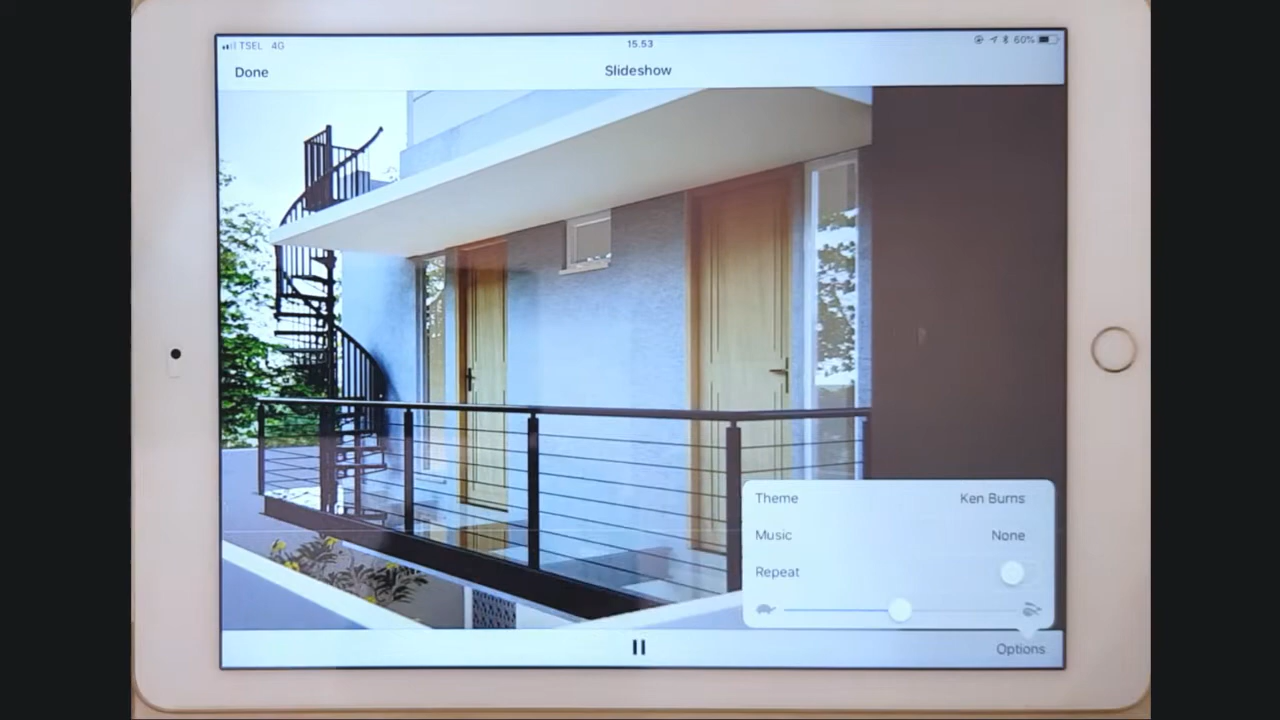 TSEL 4G 15.53 60%
Done Slideshow
Theme Ken Burns
Music None
Repeat
Options